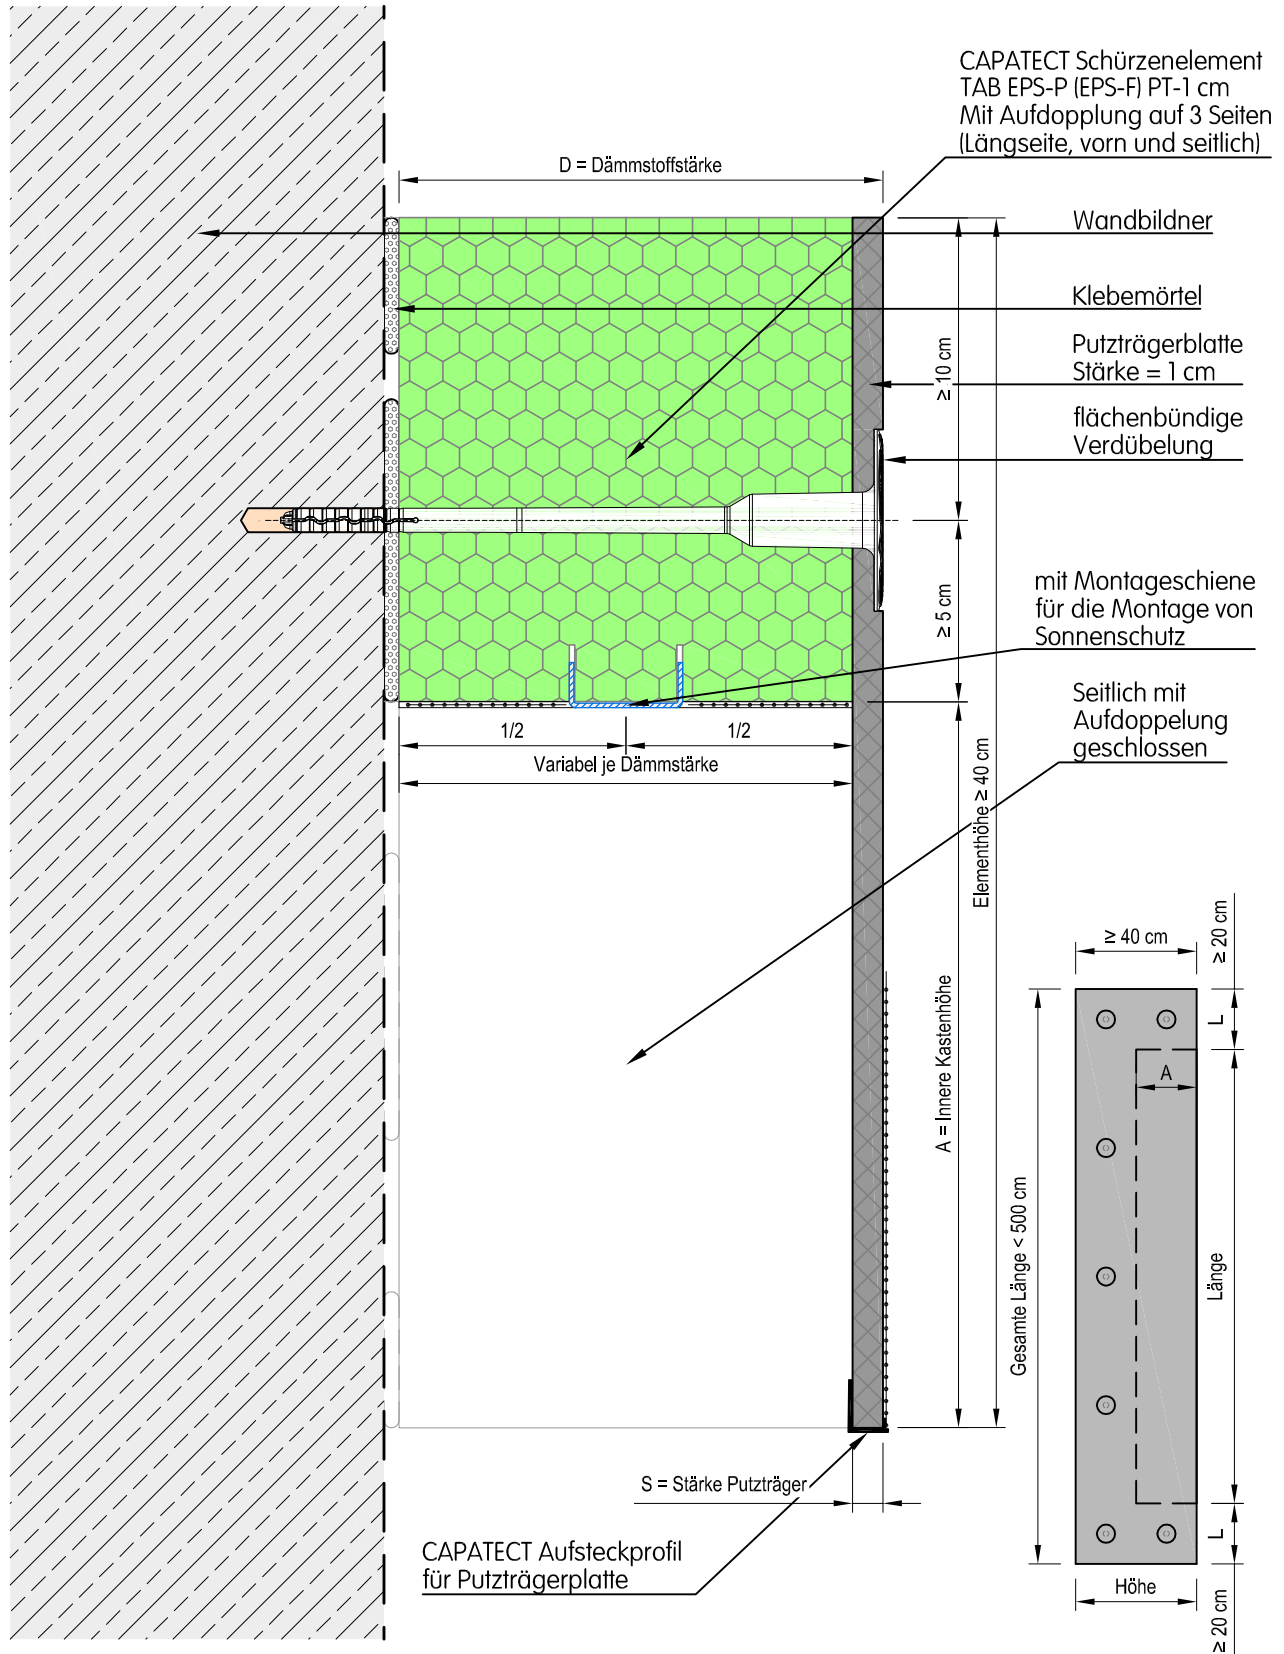 CAPATECT Schürzenelement
TAB EPS-P (EPS-F) PT-1 cm
Mit Aufdopplung auf 3 Seiten
(Längseite, vorn und seitlich)
D = Dämmstoffstärke
Wandbildner
Klebemörtel
Putzträgerblatte
Stärke = 1 cm
≥ 10 cm
flächenbündige
Verdübelung
≥ 5 cm
mit Montageschiene
für die Montage von
Sonnenschutz
Seitlich mit
Aufdoppelung
geschlossen
1/2
1/2
Variabel je Dämmstärke
Elementhöhe ≥ 40 cm
A = Innere Kastenhöhe
≥ 40 cm
≥ 20 cm
L
A
Gesamte Länge < 500 cm
Länge
L
Höhe
≥ 20 cm
S = Stärke Putzträger
CAPATECT Aufsteckprofil
für Putzträgerplatte